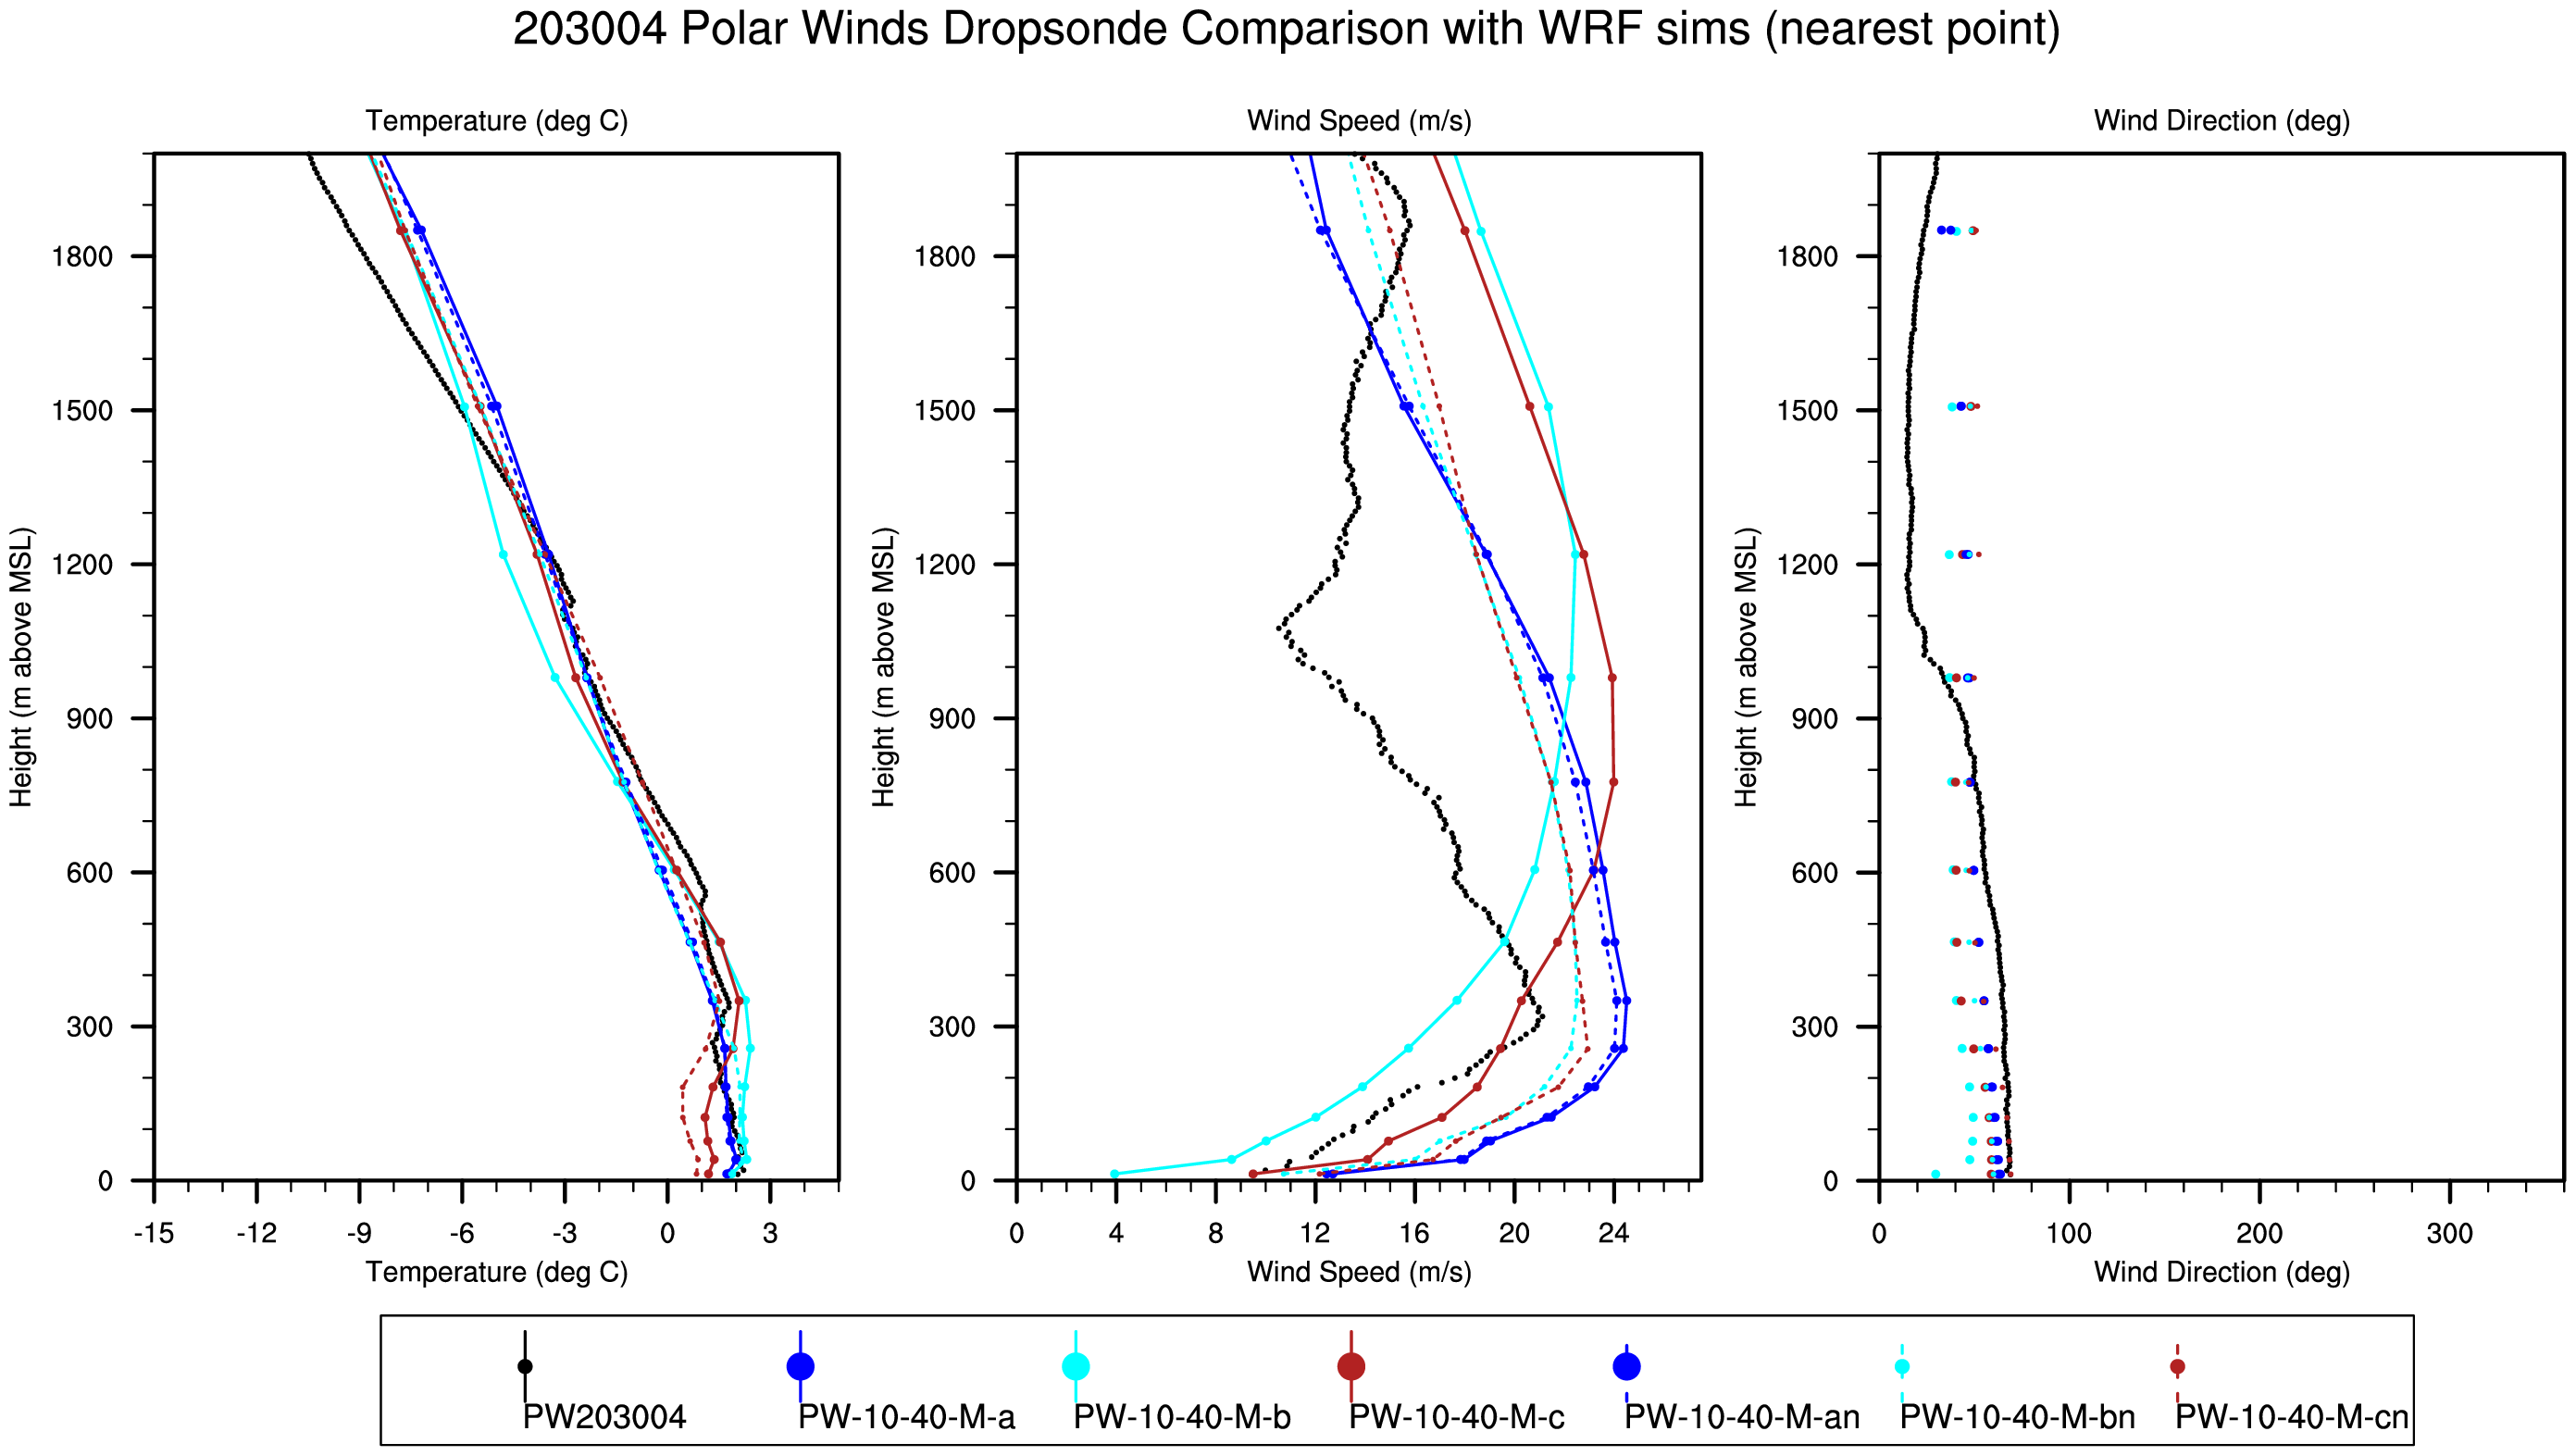 203004 Polar Winds Dropsonde Comparison with WRF sims (nearest point)
Temperature (deg C)
Wind Speed (m/s)
Wind Direction (deg)
Height (m above MSL)
1800
1500
1200
900
600
300
0
-15 -12 -9 -6 -3 0 3
Temperature (deg C)
Height (m above MSL)
1800
1500
1200
900
600
300
0
0 4 8 12 16 20 24
Wind Speed (m/s)
Height (m above MSL)
1800
1500
1200
900
600
300
0
0 100 200 300
Wind Direction (deg)
PW203004 PW-10-40-M-a PW-10-40-M-b PW-10-40-M-c PW-10-40-M-an PW-10-40-M-bn PW-10-40-M-cn